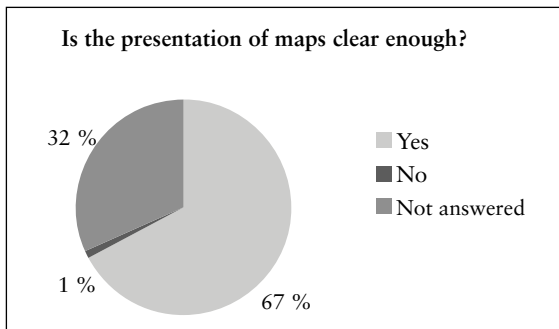 Is the presentation of maps clear enough?
32 %
Yes
No
Not answered
1 %
67 %